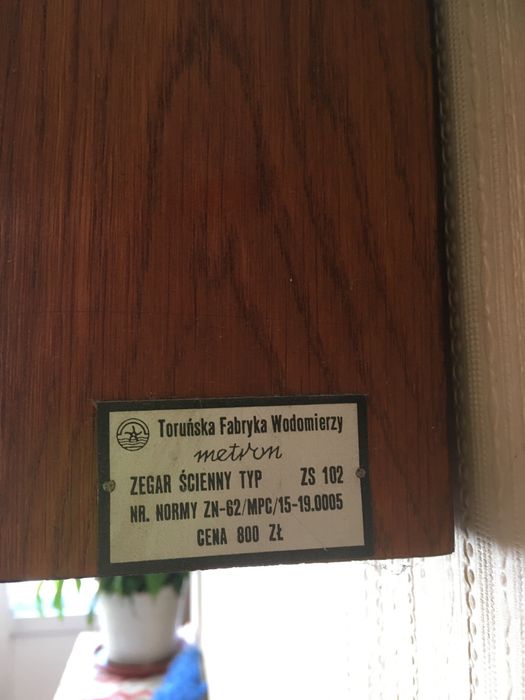 Toruńska Fabryka Wodomierzy
metron
ZEGAR ŚCIENNY TYP ZS 102
NR. NORMY ZN-62/MPC/15-19.0005
CENA 800 ZŁ